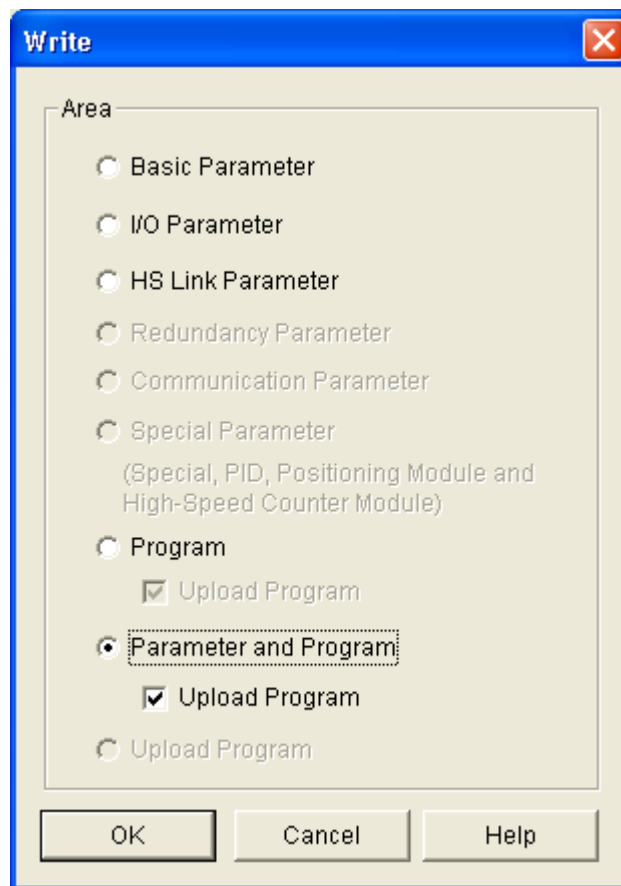 Write
Area
Basic Parameter
I/O Parameter
HS Link Parameter
Redundancy Parameter
Communication Parameter
Special Parameter
(Special, PID, Positioning Module and
High-Speed Counter Module)
Program
Upload Program
Parameter and Program
Upload Program
Upload Program
OK Cancel Help